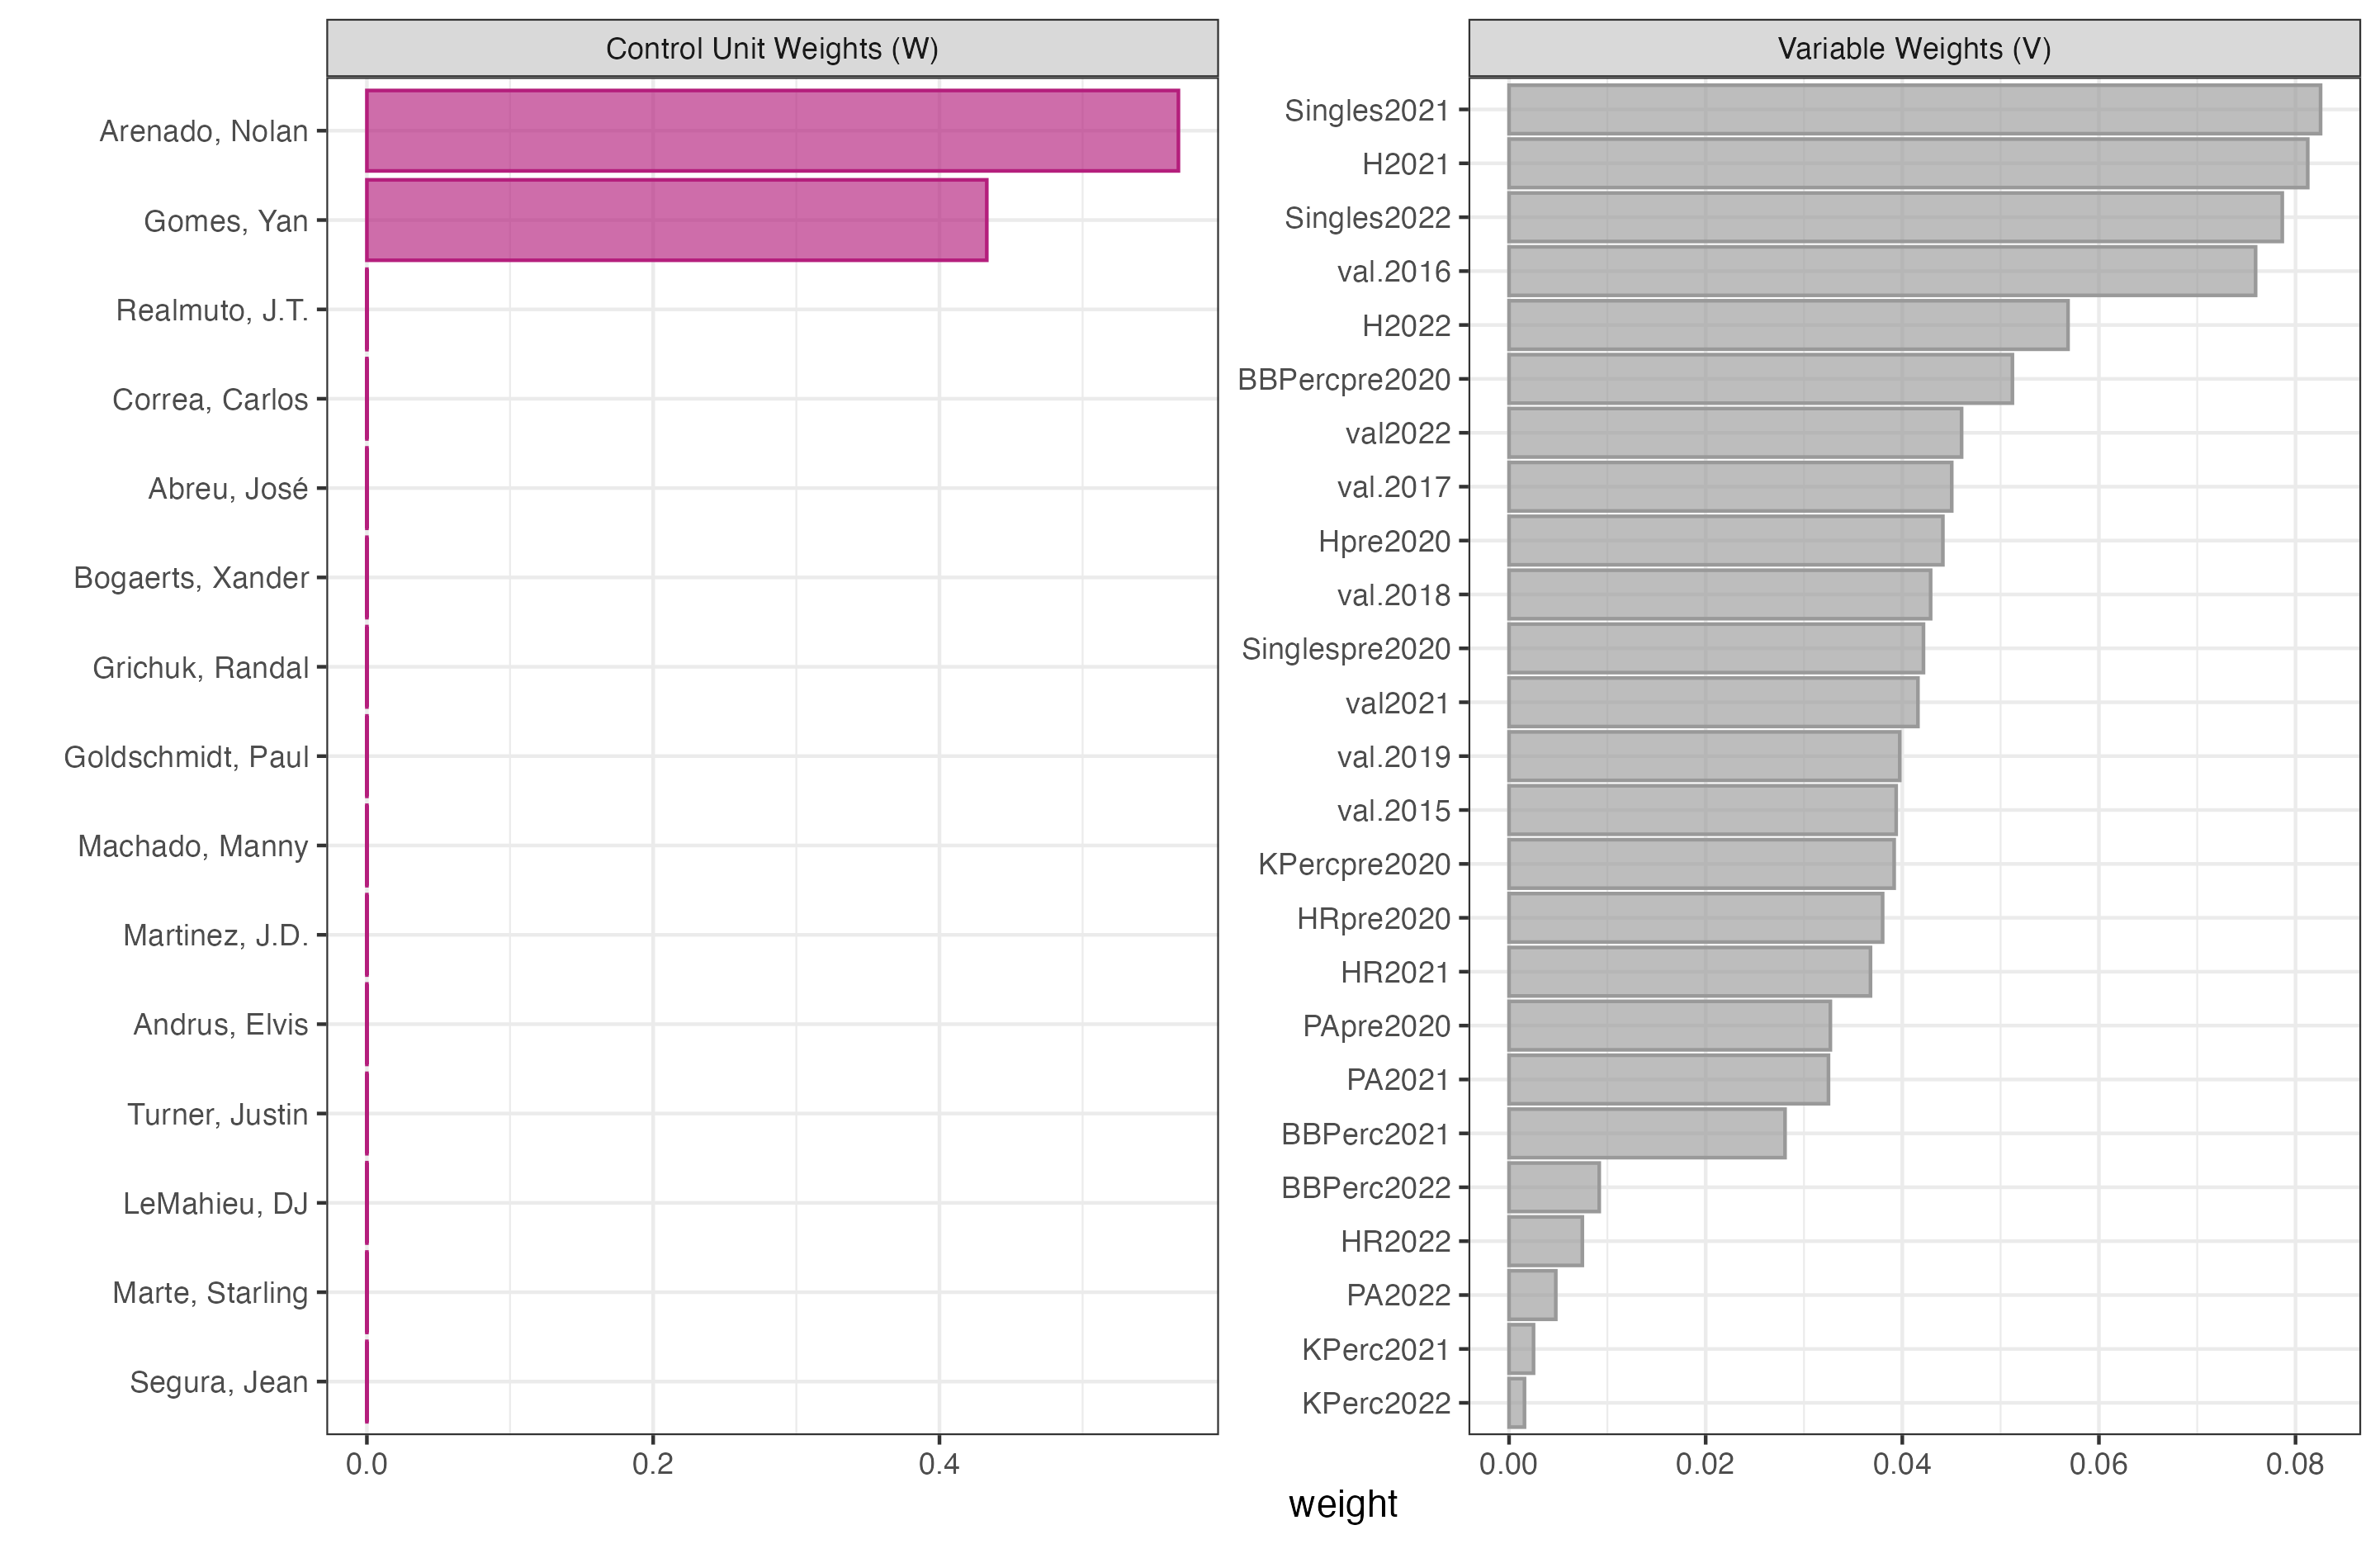 Control Unit Weights (W)
Arenado, Nolan
Gomes, Yan
Realmuto, J.T.
Correa, Carlos
Abreu, José
Bogaerts, Xander
Grichuk, Randal
Goldschmidt, Paul
Machado, Manny
Martinez, J.D.
Andrus, Elvis
Turner, Justin
LeMahieu, DJ
Marte, Starling
Segura, Jean
0.0 0.2 0.4
Variable Weights (V)
Singles2021
H2021
Singles2022
val.2016
H2022
BBPercpre2020
val2022
val.2017
Hpre2020
val.2018
Singlespre2020
val2021
val.2019
val.2015
KPercpre2020
HRpre2020
HR2021
PApre2020
PA2021
BBPerc2021
BBPerc2022
HR2022
PA2022
KPerc2021
KPerc2022
0.00 0.02 0.04 0.06 0.08
weight